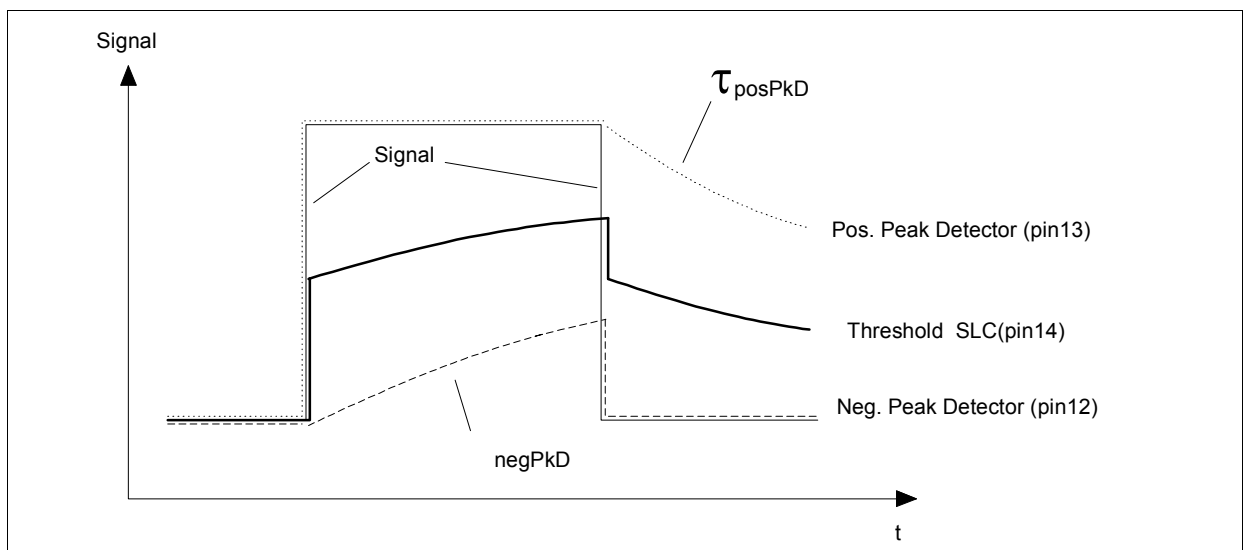 Signal
τposPkD
Signal
Pos. Peak Detector (pin13)
Threshold SLC(pin14)
Neg. Peak Detector (pin12)
negPkD
t